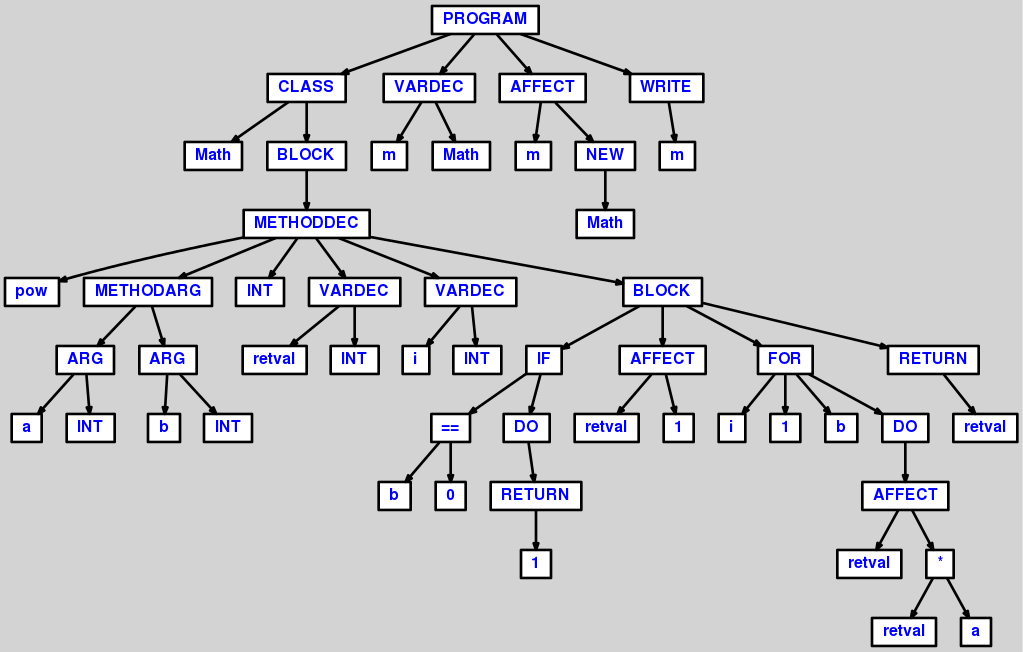 PROGRAM
CLASS VARDEC AFFECT WRITE
Math BLOCK m Math m NEW m
METHODDEC Math
pow METHODARG INT VARDEC VARDEC BLOCK
ARG ARG retval INT i INT IF AFFECT FOR RETURN
a INT b INT == DO retval 1 i 1 b DO retval
b 0 RETURN AFFECT
1 retval *
retval a